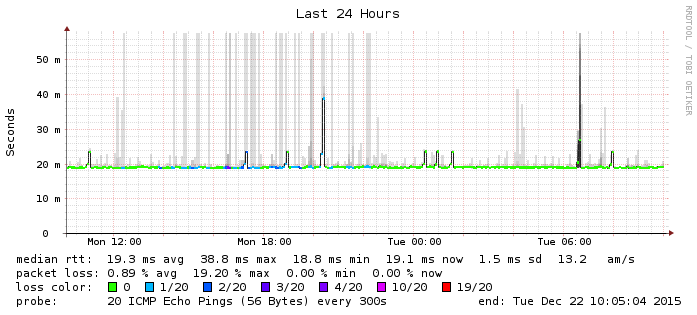 Last 24 Hours
RRDTOOL / TOBI OETIKER
Seconds
50 m
40 m
30 m
20 m
10 m
0
Mon 12:00 Mon 18:00 Tue 00:00 Tue 06:00
median rtt: 19.3 ms avg 38.8 ms max 18.8 ms min 19.1 ms now 1.5 ms sd 13.2 am/s
packet loss: 0.89 % avg 19.20 % max 0.00 % min 0.00 % now
loss color: 0 1/20 2/20 3/20 4/20 10/20 19/20
probe: 20 ICMP Echo Pings (56 Bytes) every 300s end: Tue Dec 22 10:05:04 2015